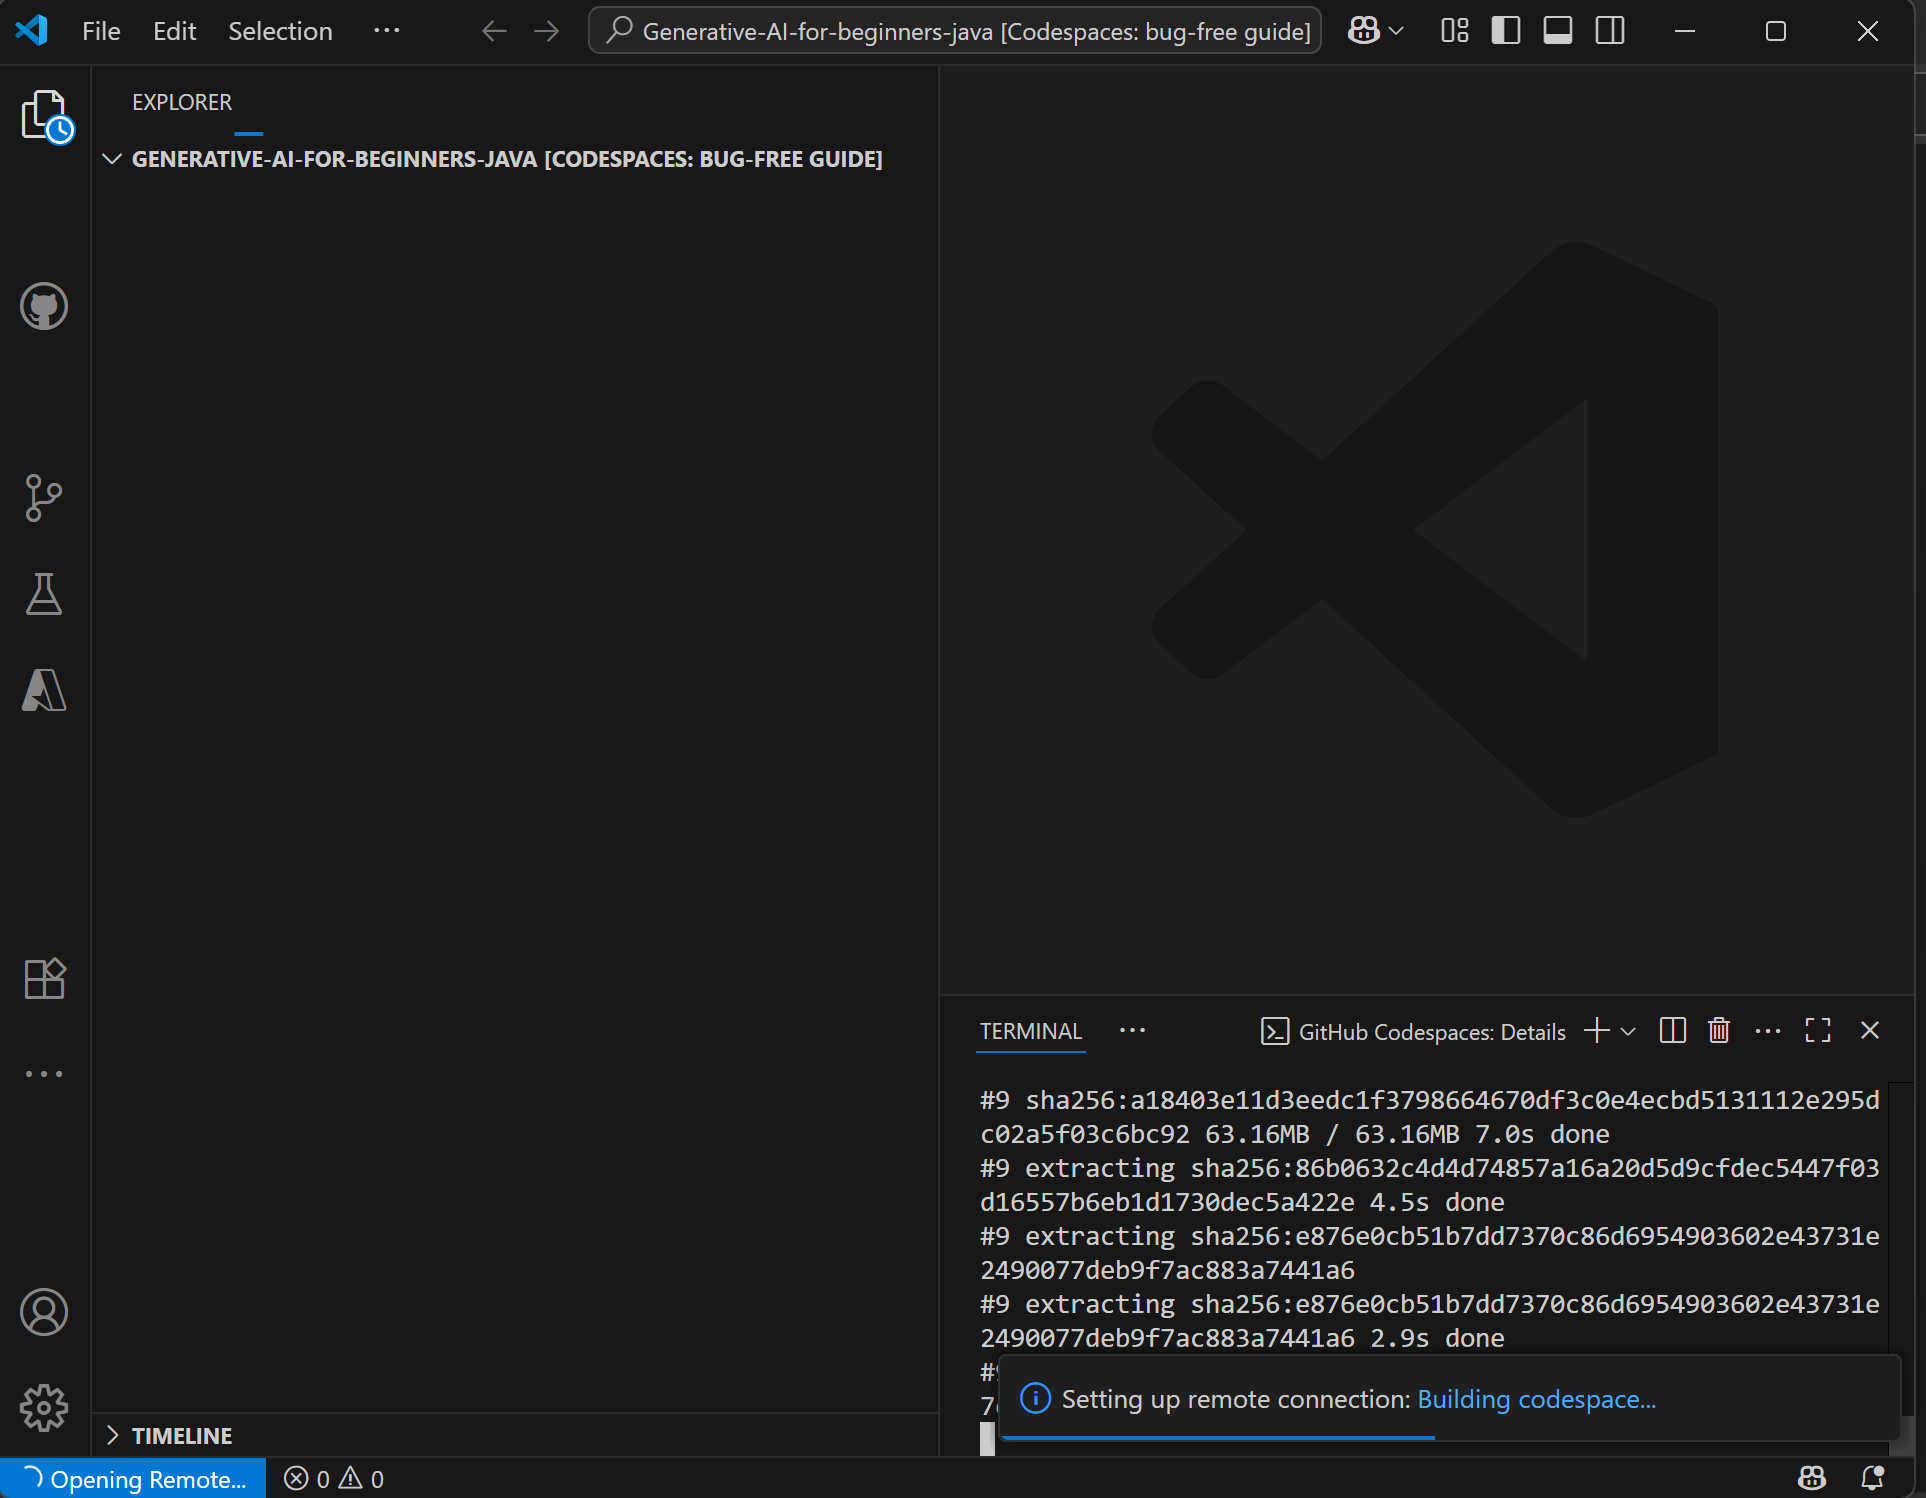 File Edit Selection ...
Generative-AI-for-beginners-java [Codespaces: bug-free guide]
EXPLORER
GENERATIVE-AI-FOR-BEGINNERS-JAVA [CODESPACES: BUG-FREE GUIDE]
TERMINAL ...
GitHub Codespaces: Details
#9 sha256:a18403e11d3eedc1f3798664670df3c0e4ecbd5131112e295d
c02a5f03c6bc92 63.16MB / 63.16MB 7.0s done
#9 extracting sha256:86b0632c4d4d74857a16a20d5d9cfdec5447f03
d16557b6eb1d1730dec5a422e 4.5s done
#9 extracting sha256:e876e0cb51b7dd7370c86d6954903602e43731e
2490077deb9f7ac883a7441a6
#9 extracting sha256:e876e0cb51b7dd7370c86d6954903602e43731e
2490077deb9f7ac883a7441a6 2.9s done
Setting up remote connection: Building codespace...
TIMELINE
Opening Remote... 0 0